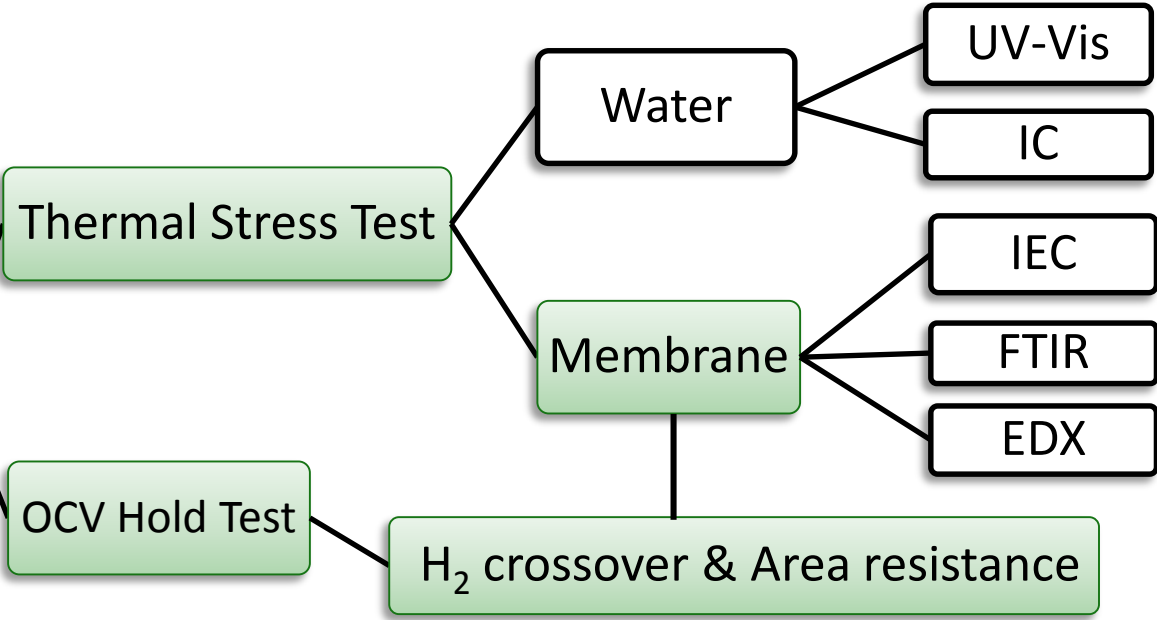 UV-Vis
Water
IC
Thermal Stress Test
IEC
Membrane
FTIR
EDX
OCV Hold Test
H₂ crossover & Area resistance